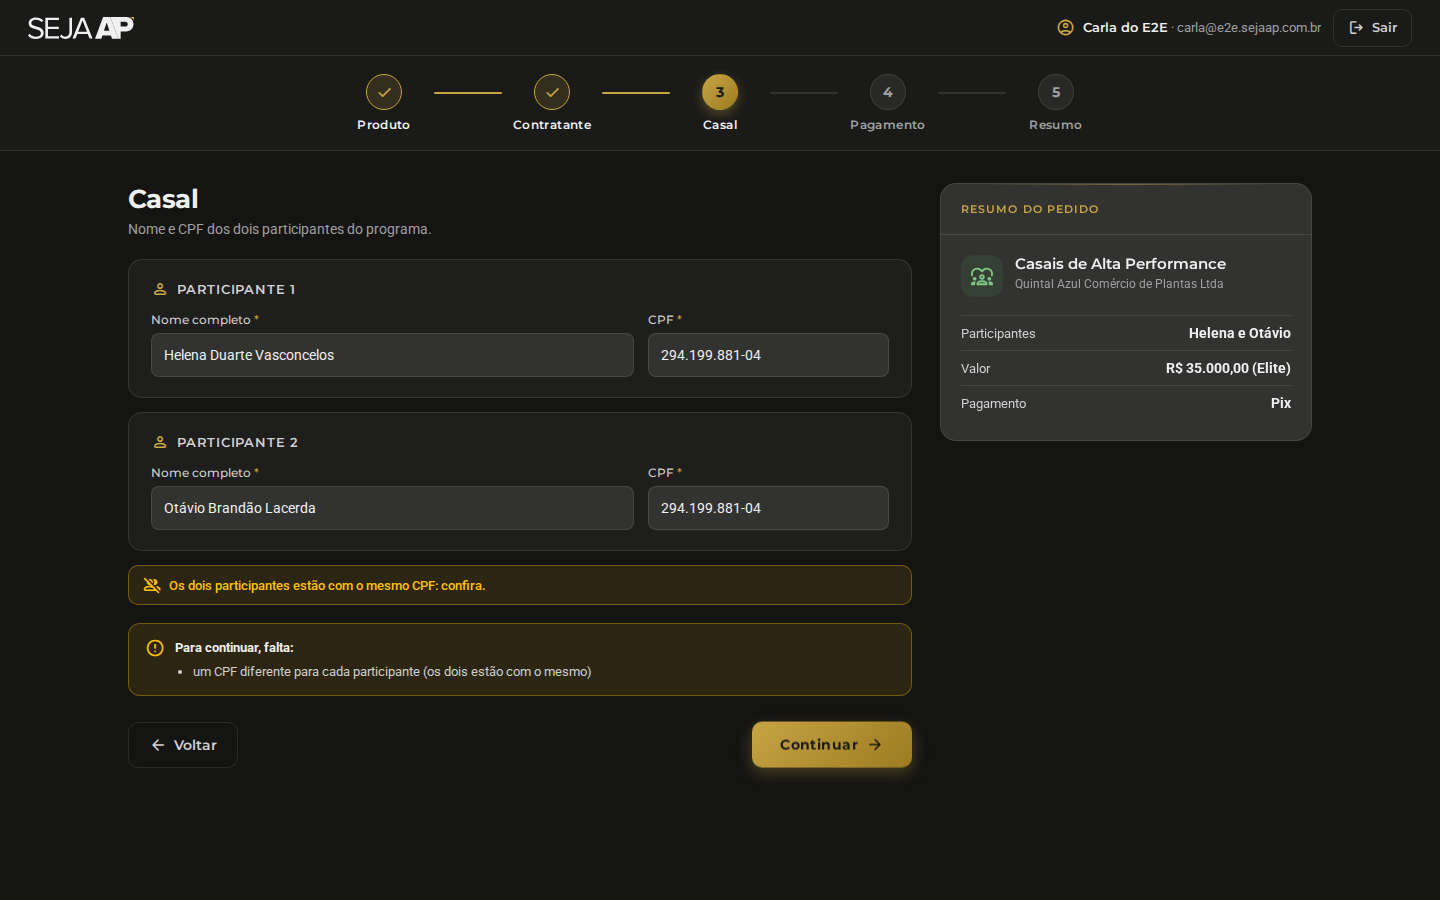 SEJA AP
Carla do E2E · carla@e2e.sejaap.com.br
Sair
3
4
5
Produto
Contratante
Casal
Pagamento
Resumo
Casal
Nome e CPF dos dois participantes do programa.
PARTICIPANTE 1
Nome completo *
CPF *
Helena Duarte Vasconcelos
294.199.881-04
PARTICIPANTE 2
Nome completo *
CPF *
Otávio Brandão Lacerda
294.199.881-04
Os dois participantes estão com o mesmo CPF: confira.
Para continuar, falta:
• um CPF diferente para cada participante (os dois estão com o mesmo)
Voltar
Continuar
RESUMO DO PEDIDO
Casais de Alta Performance
Quintal Azul Comércio de Plantas Ltda
Participantes
Helena e Otávio
Valor
R$ 35.000,00 (Elite)
Pagamento
Pix